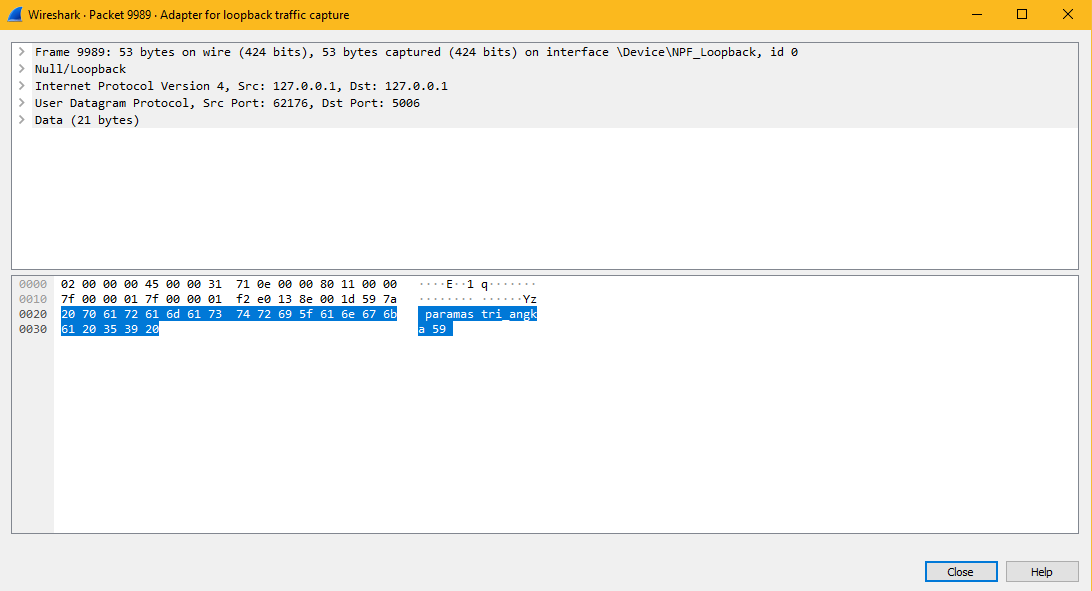 Wireshark · Packet 9989 · Adapter for loopback traffic capture
Frame 9989: 53 bytes on wire (424 bits), 53 bytes captured (424 bits) on interface \Device\NPF_Loopback, id 0
Null/Loopback
Internet Protocol Version 4, Src: 127.0.0.1, Dst: 127.0.0.1
User Datagram Protocol, Src Port: 62176, Dst Port: 5006
Data (21 bytes)
0000 02 00 00 00 45 00 00 31 71 0e 00 00 80 11 00 00 ····E··1 q·······
0010 7f 00 00 01 7f 00 00 01 f2 e0 13 8e 00 1d 59 7a ········ ······Yz
0020 20 70 61 72 61 6d 61 73 74 72 69 5f 61 6e 67 6b paramas tri_angk
0030 61 20 35 39 20 a 59
Close Help